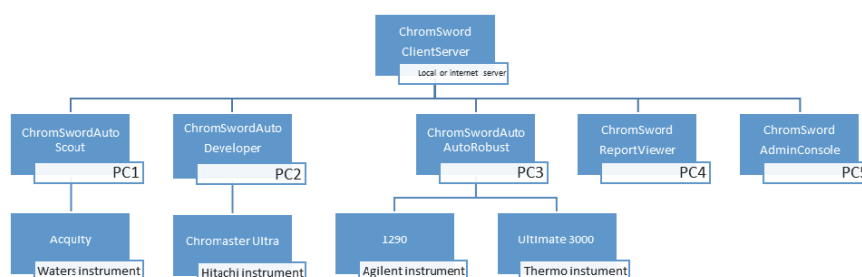 ChromSword
ClientServer
Local or internet server
ChromSwordAuto
Scout
PC1
ChromSwordAuto
Developer
PC2
ChromSwordAuto
AutoRobust
PC3
ChromSword
ReportViewer
PC4
ChromSword
AdminConsole
PC5
Acquity
Waters instrument
Chromaster Ultra
Hitachi instrument
1290
Agilent instrument
Ultimate 3000
Thermo instument